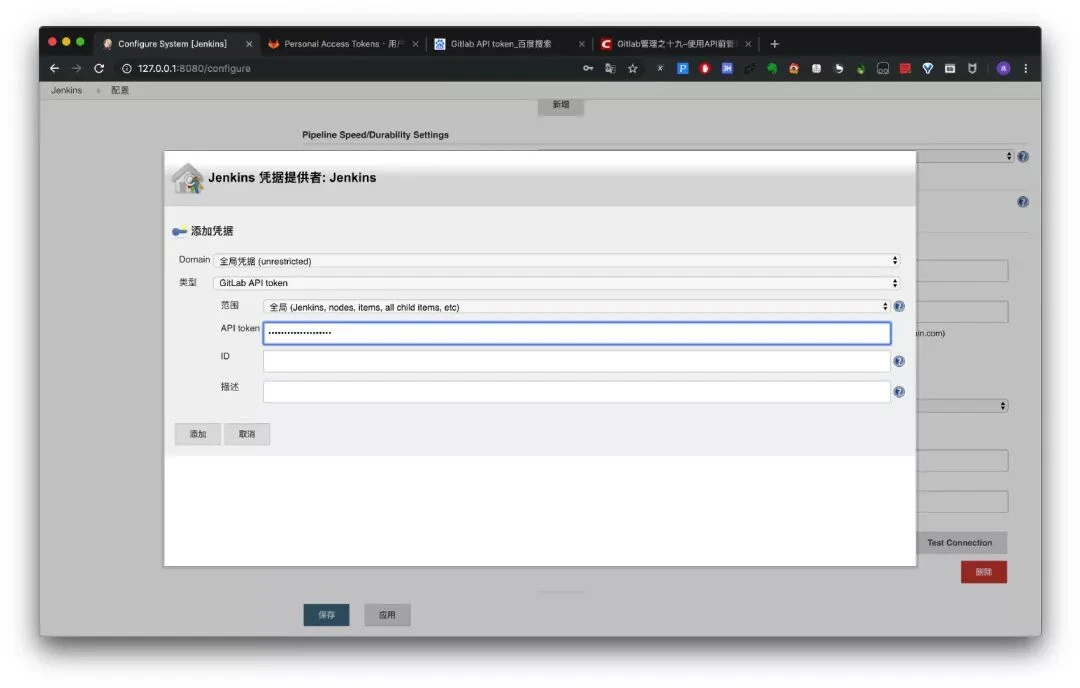 Configure System [Jenkins]
Personal Access Tokens · 用户
Gitlab API token_百度搜索
Gitlab管理之十九–使用API前管
127.0.0.1:8080/configure
Jenkins
配置
新增
Pipeline Speed/Durability Settings
Jenkins 凭据提供者: Jenkins
添加凭据
Domain
全局凭据 (unrestricted)
类型
GitLab API token
范围
全局 (Jenkins, nodes, items, all child items, etc)
API token
in.com)
ID
描述
添加
取消
Test Connection
删除
保存
应用